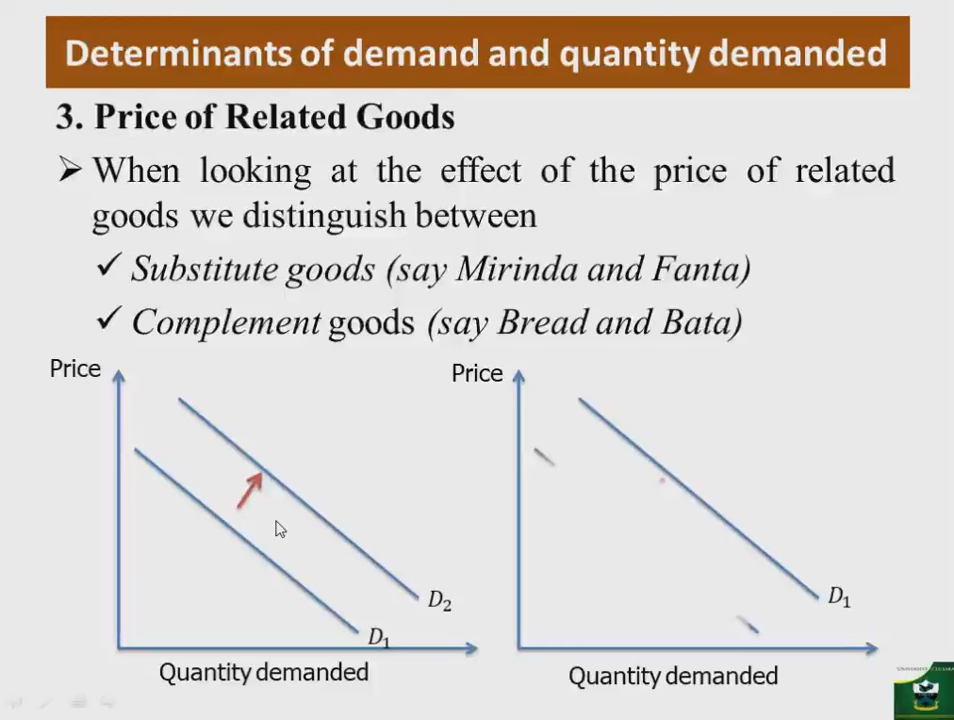 Determinants of demand and quantity demanded
3. Price of Related Goods
➢ When looking at the effect of the price of related
goods we distinguish between
✓ Substitute goods (say Mirinda and Fanta)
✓ Complement goods (say Bread and Bata)
Price
D₂
D₁
Quantity demanded
Price
D₁
Quantity demanded